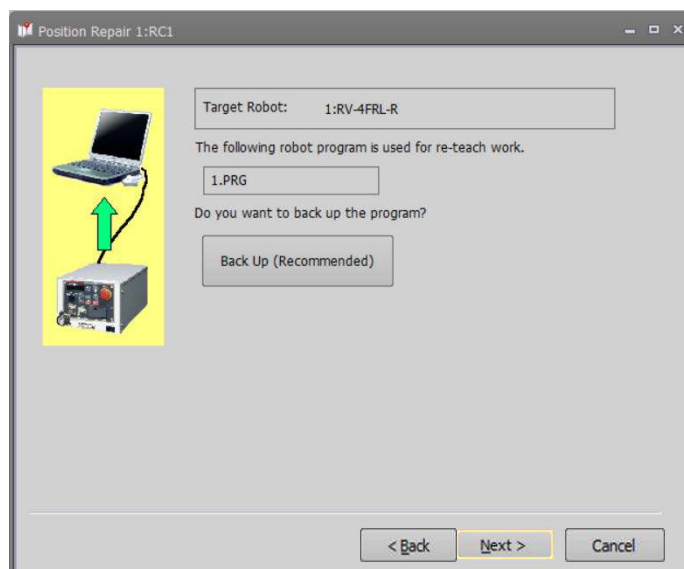 Position Repair 1:RC1
Target Robot: 1:RV-4FRL-R
The following robot program is used for re-teach work.
1.PRG
Do you want to back up the program?
Back Up (Recommended)
< Back Next > Cancel